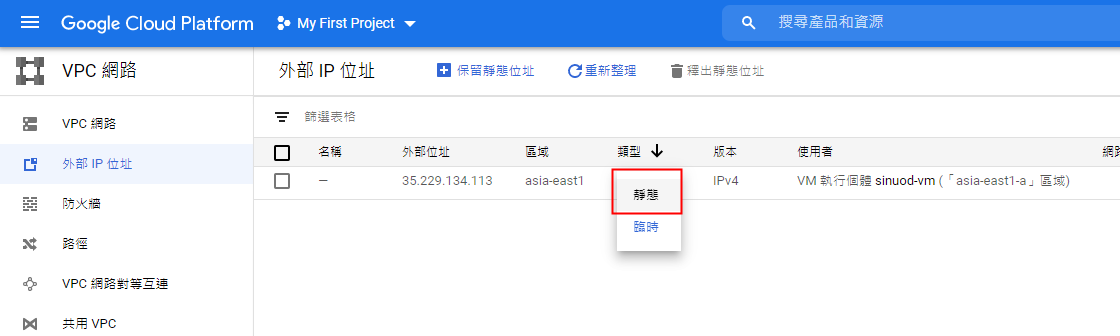 Google Cloud Platform My First Project 搜尋產品和資源
VPC 網路
外部 IP 位址 保留靜態位址 重新整理 釋出靜態位址
VPC 網路
外部 IP 位址
防火牆
路徑
VPC 網路對等互連
共用 VPC
篩選表格
名稱 外部位址 區域 類型 版本 使用者 網路
— 35.229.134.113 asia-east1 IPv4 VM 執行個體 sinuod-vm (「asia-east1-a」區域)
靜態
臨時